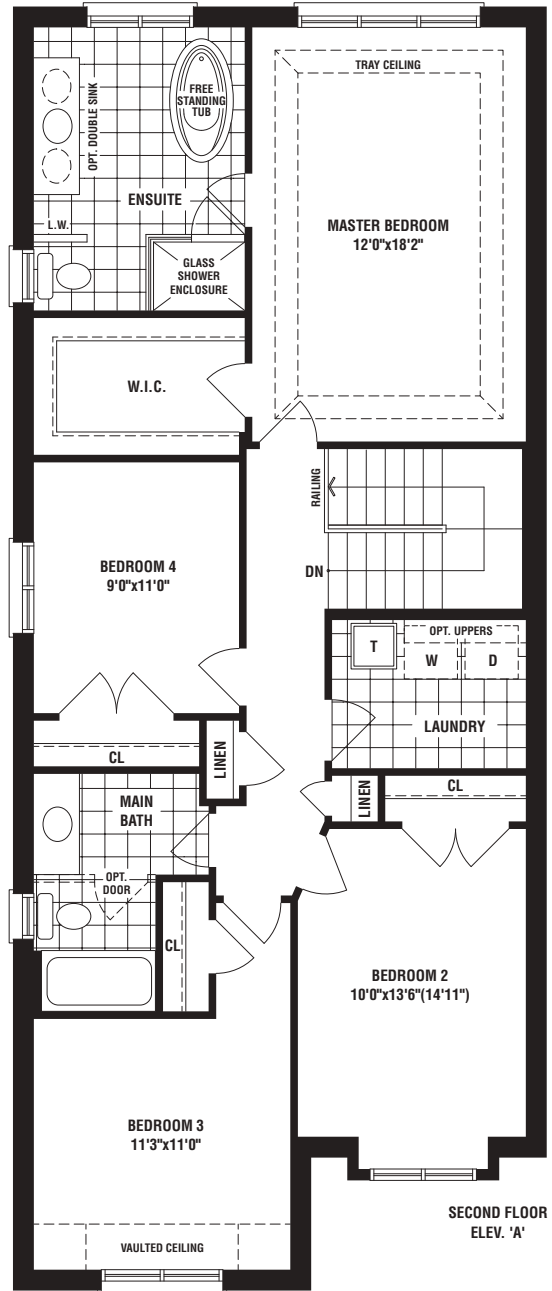 TRAY CEILING
FREE
STANDING
TUB
OPT. DOUBLE SINK
ENSUITE
L.W.
GLASS
SHOWER
ENCLOSURE
MASTER BEDROOM
12'0"x18'2"
W.I.C.
RAILING
DN
BEDROOM 4
9'0"x11'0"
OPT. UPPERS
T
W
D
LAUNDRY
LINEN
CL
LINEN
CL
MAIN
BATH
OPT.
DOOR
CL
BEDROOM 2
10'0"x13'6"(14'11")
BEDROOM 3
11'3"x11'0"
VAULTED CEILING
SECOND FLOOR
ELEV. 'A'